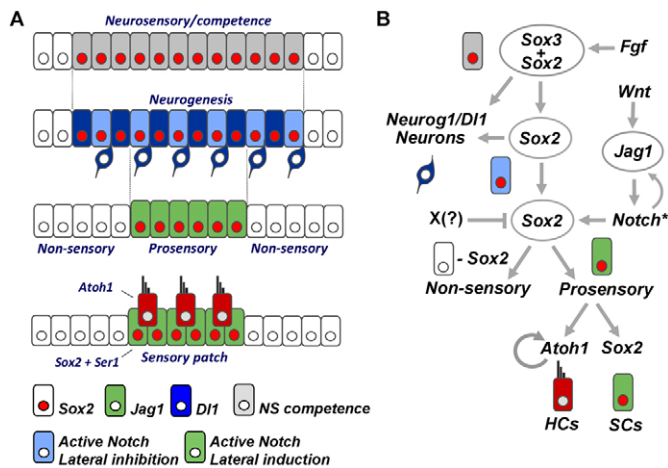 A
Neurosensory/competence
Neurogenesis
Non-sensory Prosensory Non-sensory
Atoh1
Sox2 + Ser1 Sensory patch
Sox2 Jag1 Dl1 NS competence
Active Notch Active Notch
Lateral inhibition Lateral induction
B
Sox3
+ Fgf
Sox2
Wnt
Neurog1/Dl1
Neurons Sox2
Jag1
X(?) Sox2 Notch*
- Sox2
Non-sensory Prosensory
Atoh1 Sox2
HCs SCs